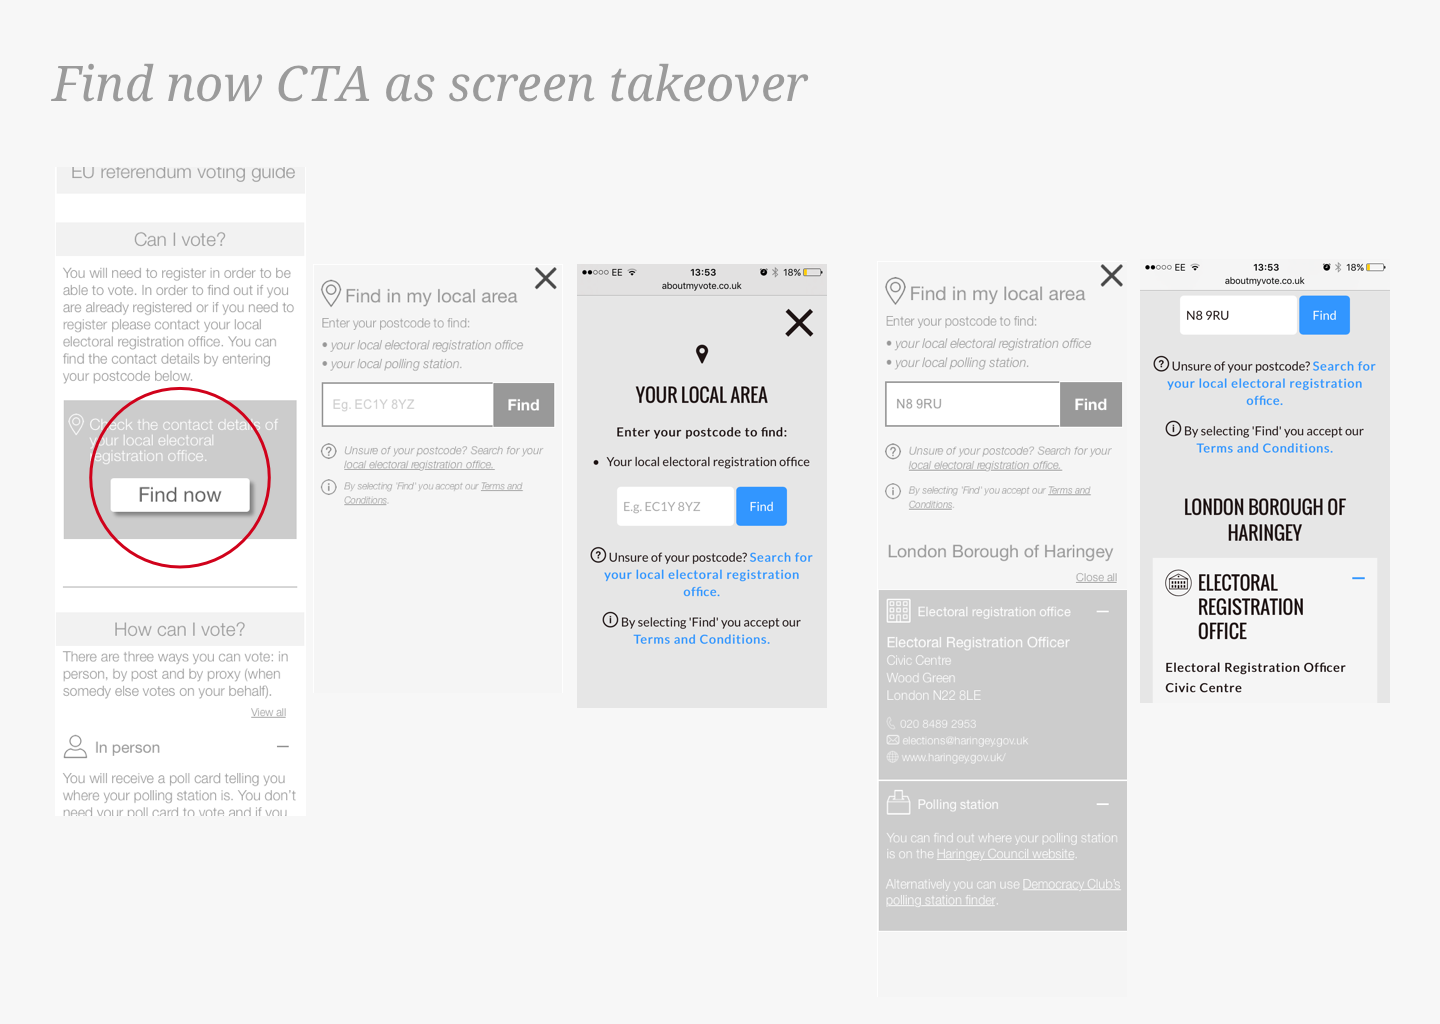 Find now CTA as screen takeover
EU referendum voting guide
Can I vote?
You will need to register in order to be
able to vote. In order to find out if you
are already registered or if you need to
register please contact your local
electoral registration office. You can
find the contact details by entering
your postcode below.
Check the contact details of
your local electoral
registration office.
Find now
How can I vote?
There are three ways you can vote: in
person, by post and by proxy (when
somedy else votes on your behalf).
View all
In person
You will receive a poll card telling you
where your polling station is. You don't
need your poll card to vote and if you
Find in my local area
Enter your postcode to find:
• your local electoral registration office
• your local polling station.
Eg. EC1Y 8YZ
Find
Unsure of your postcode? Search for your
local electoral registration office.
By selecting 'Find' you accept our Terms and
Conditions.
EE 13:53 18%
aboutmyvote.co.uk
YOUR LOCAL AREA
Enter your postcode to find:
• Your local electoral registration office
E.g. EC1Y 8YZ
Find
Unsure of your postcode? Search for
your local electoral registration
office.
By selecting 'Find' you accept our
Terms and Conditions.
Find in my local area
Enter your postcode to find:
• your local electoral registration office
• your local polling station.
N8 9RU
Find
Unsure of your postcode? Search for your
local electoral registration office.
By selecting 'Find' you accept our Terms and
Conditions.
London Borough of Haringey
Close all
Electoral registration office
Electoral Registration Officer
Civic Centre
Wood Green
London N22 8LE
020 8489 2953
elections@haringey.gov.uk
www.haringey.gov.uk/
Polling station
You can find out where your polling station
is on the Haringey Council website.
Alternatively you can use Democracy Club's
polling station finder.
EE 13:53 18%
aboutmyvote.co.uk
N8 9RU
Find
Unsure of your postcode? Search for
your local electoral registration
office.
By selecting 'Find' you accept our
Terms and Conditions.
LONDON BOROUGH OF
HARINGEY
ELECTORAL
REGISTRATION
OFFICE
Electoral Registration Officer
Civic Centre